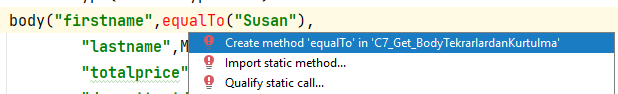 body("firstname",equalTo("Susan"),
"lastname",M
Create method 'equalTo' in 'C7_Get_BodyTekrarlardanKurtulma'
"totalprice"
Import static method...
Qualify static call...